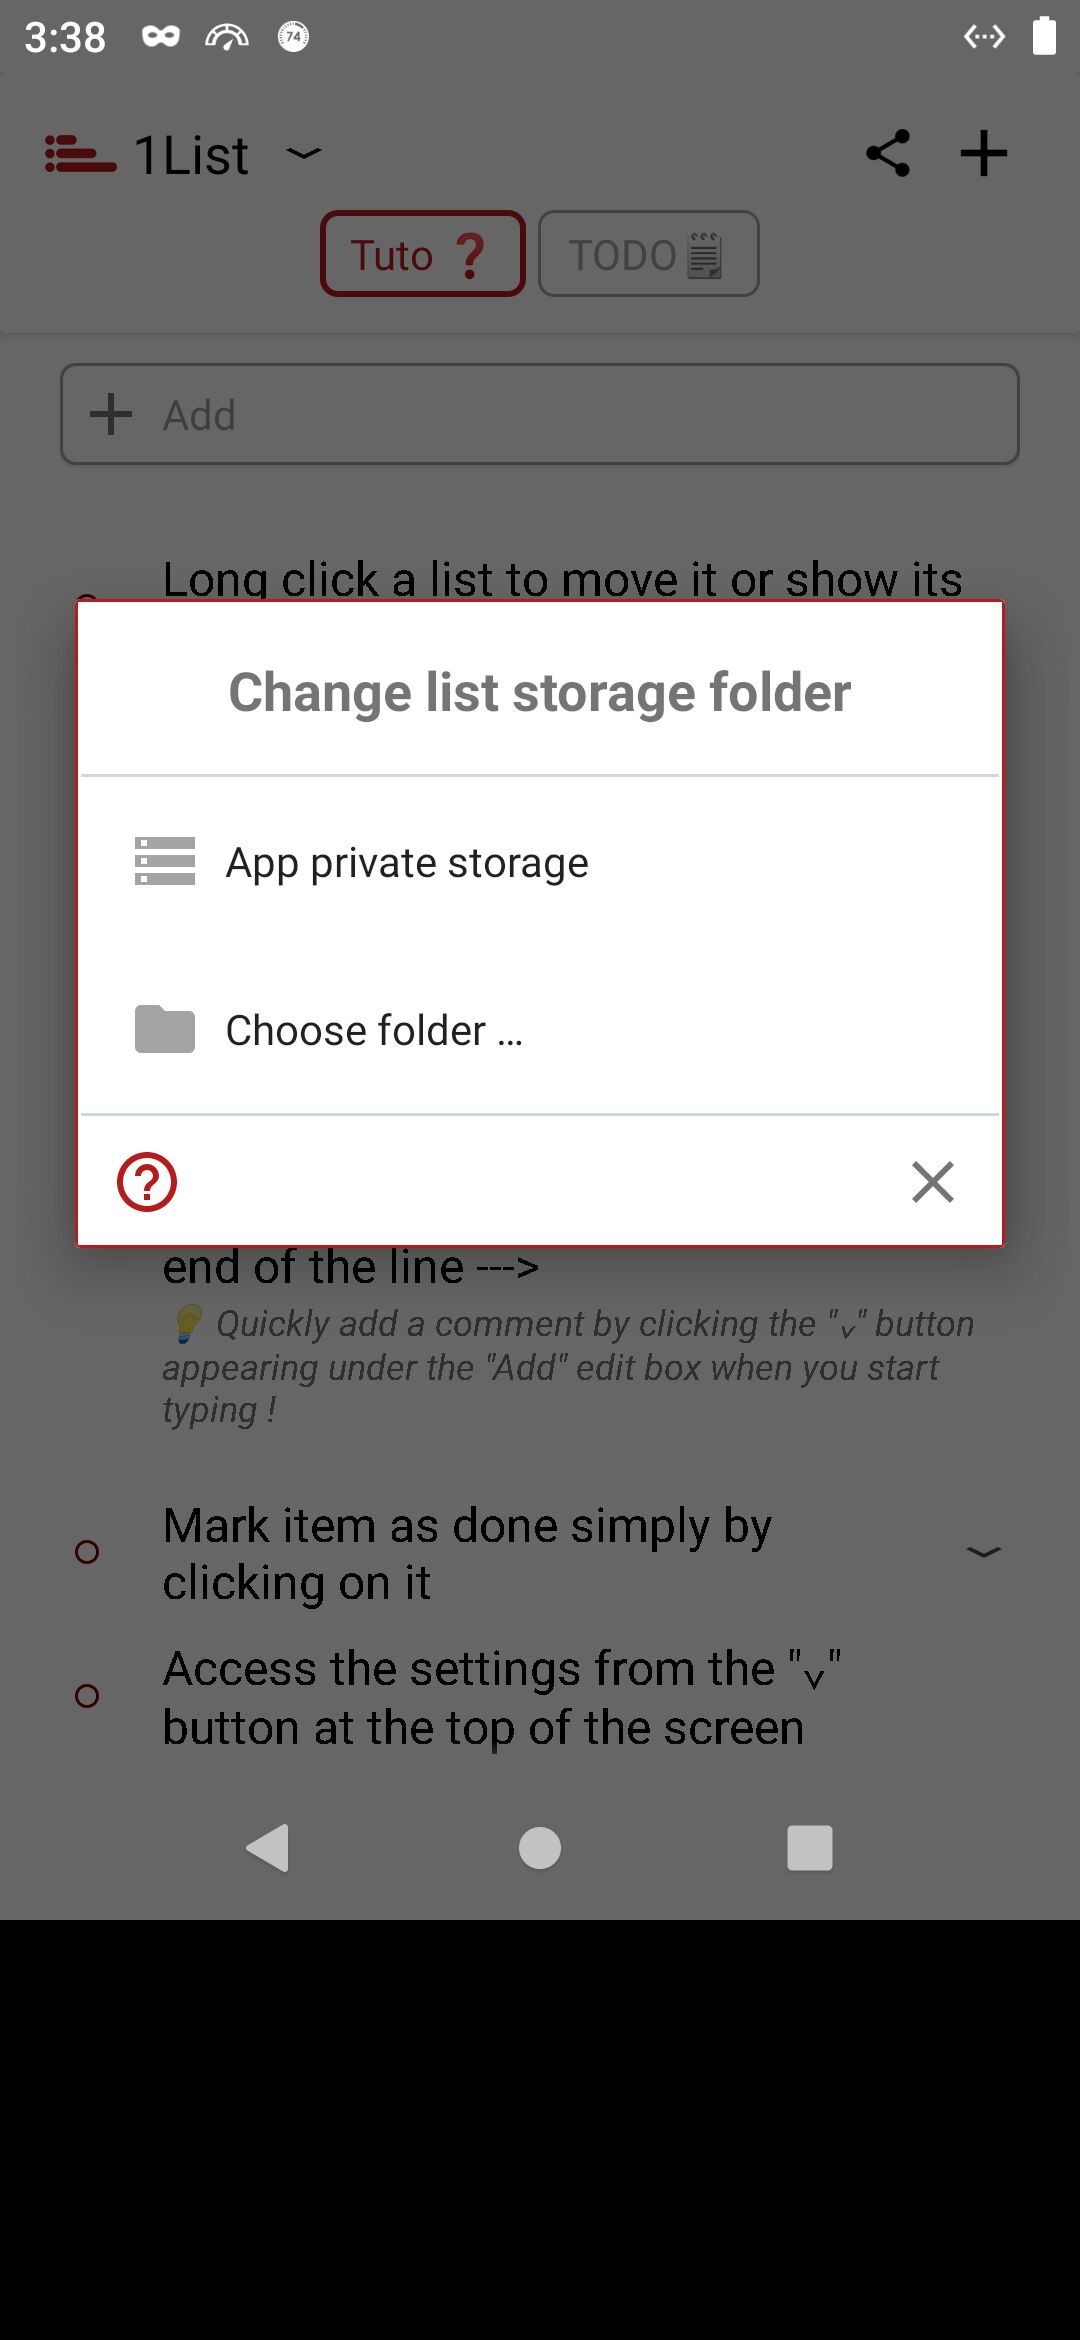 3:38
74
1List
Tuto ❓
TODO
Add
Long click a list to move it or show its
Change list storage folder
App private storage
Choose folder ...
end of the line --->
💡 Quickly add a comment by clicking the "˅" button
appearing under the "Add" edit box when you start
typing !
Mark item as done simply by
clicking on it
Access the settings from the "˅"
button at the top of the screen